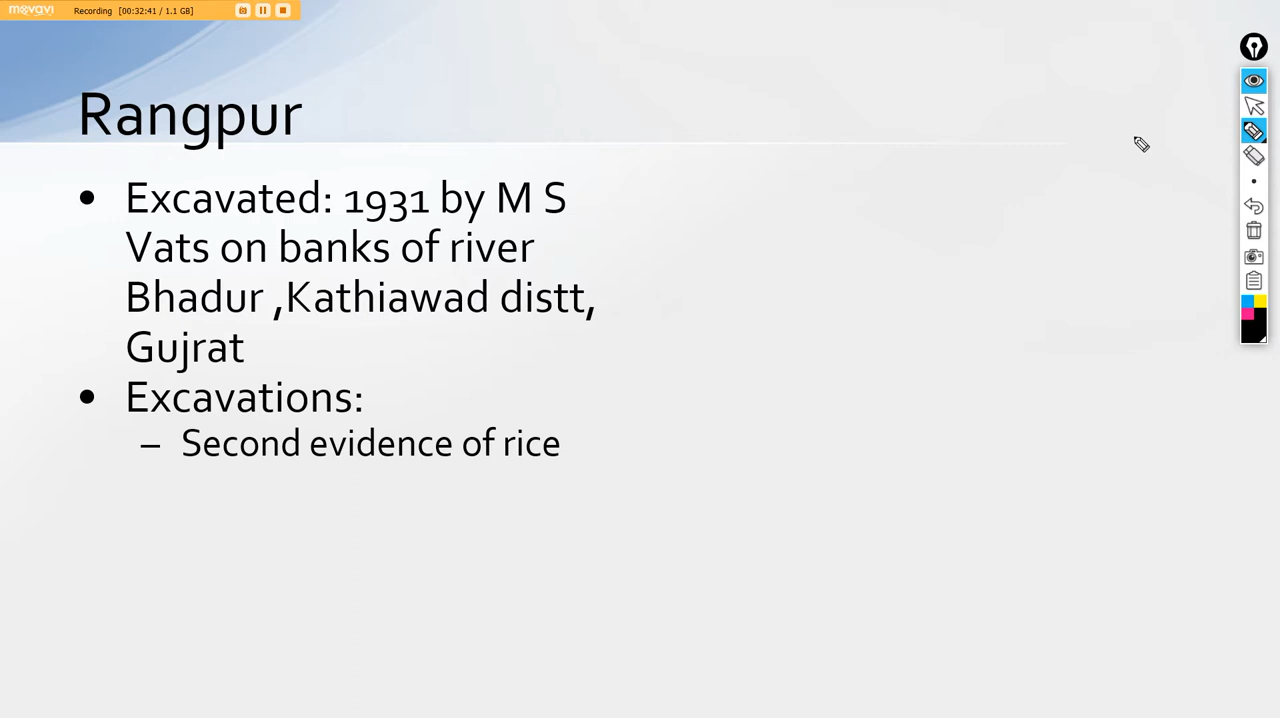 movavi Recording [00:32:41 / 1.1 GB]
Rangpur
• Excavated: 1931 by M S
Vats on banks of river
Bhadur ,Kathiawad distt,
Gujrat
• Excavations:
– Second evidence of rice